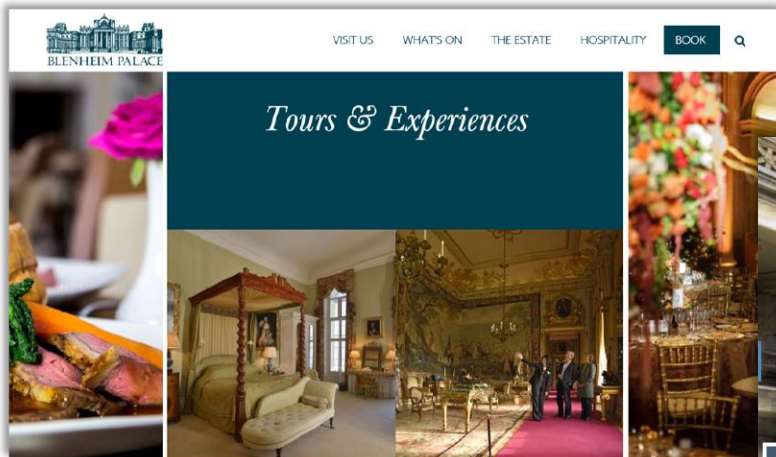 BLENHEIM PALACE
VISIT US WHAT'S ON THE ESTATE HOSPITALITY BOOK
Tours & Experiences